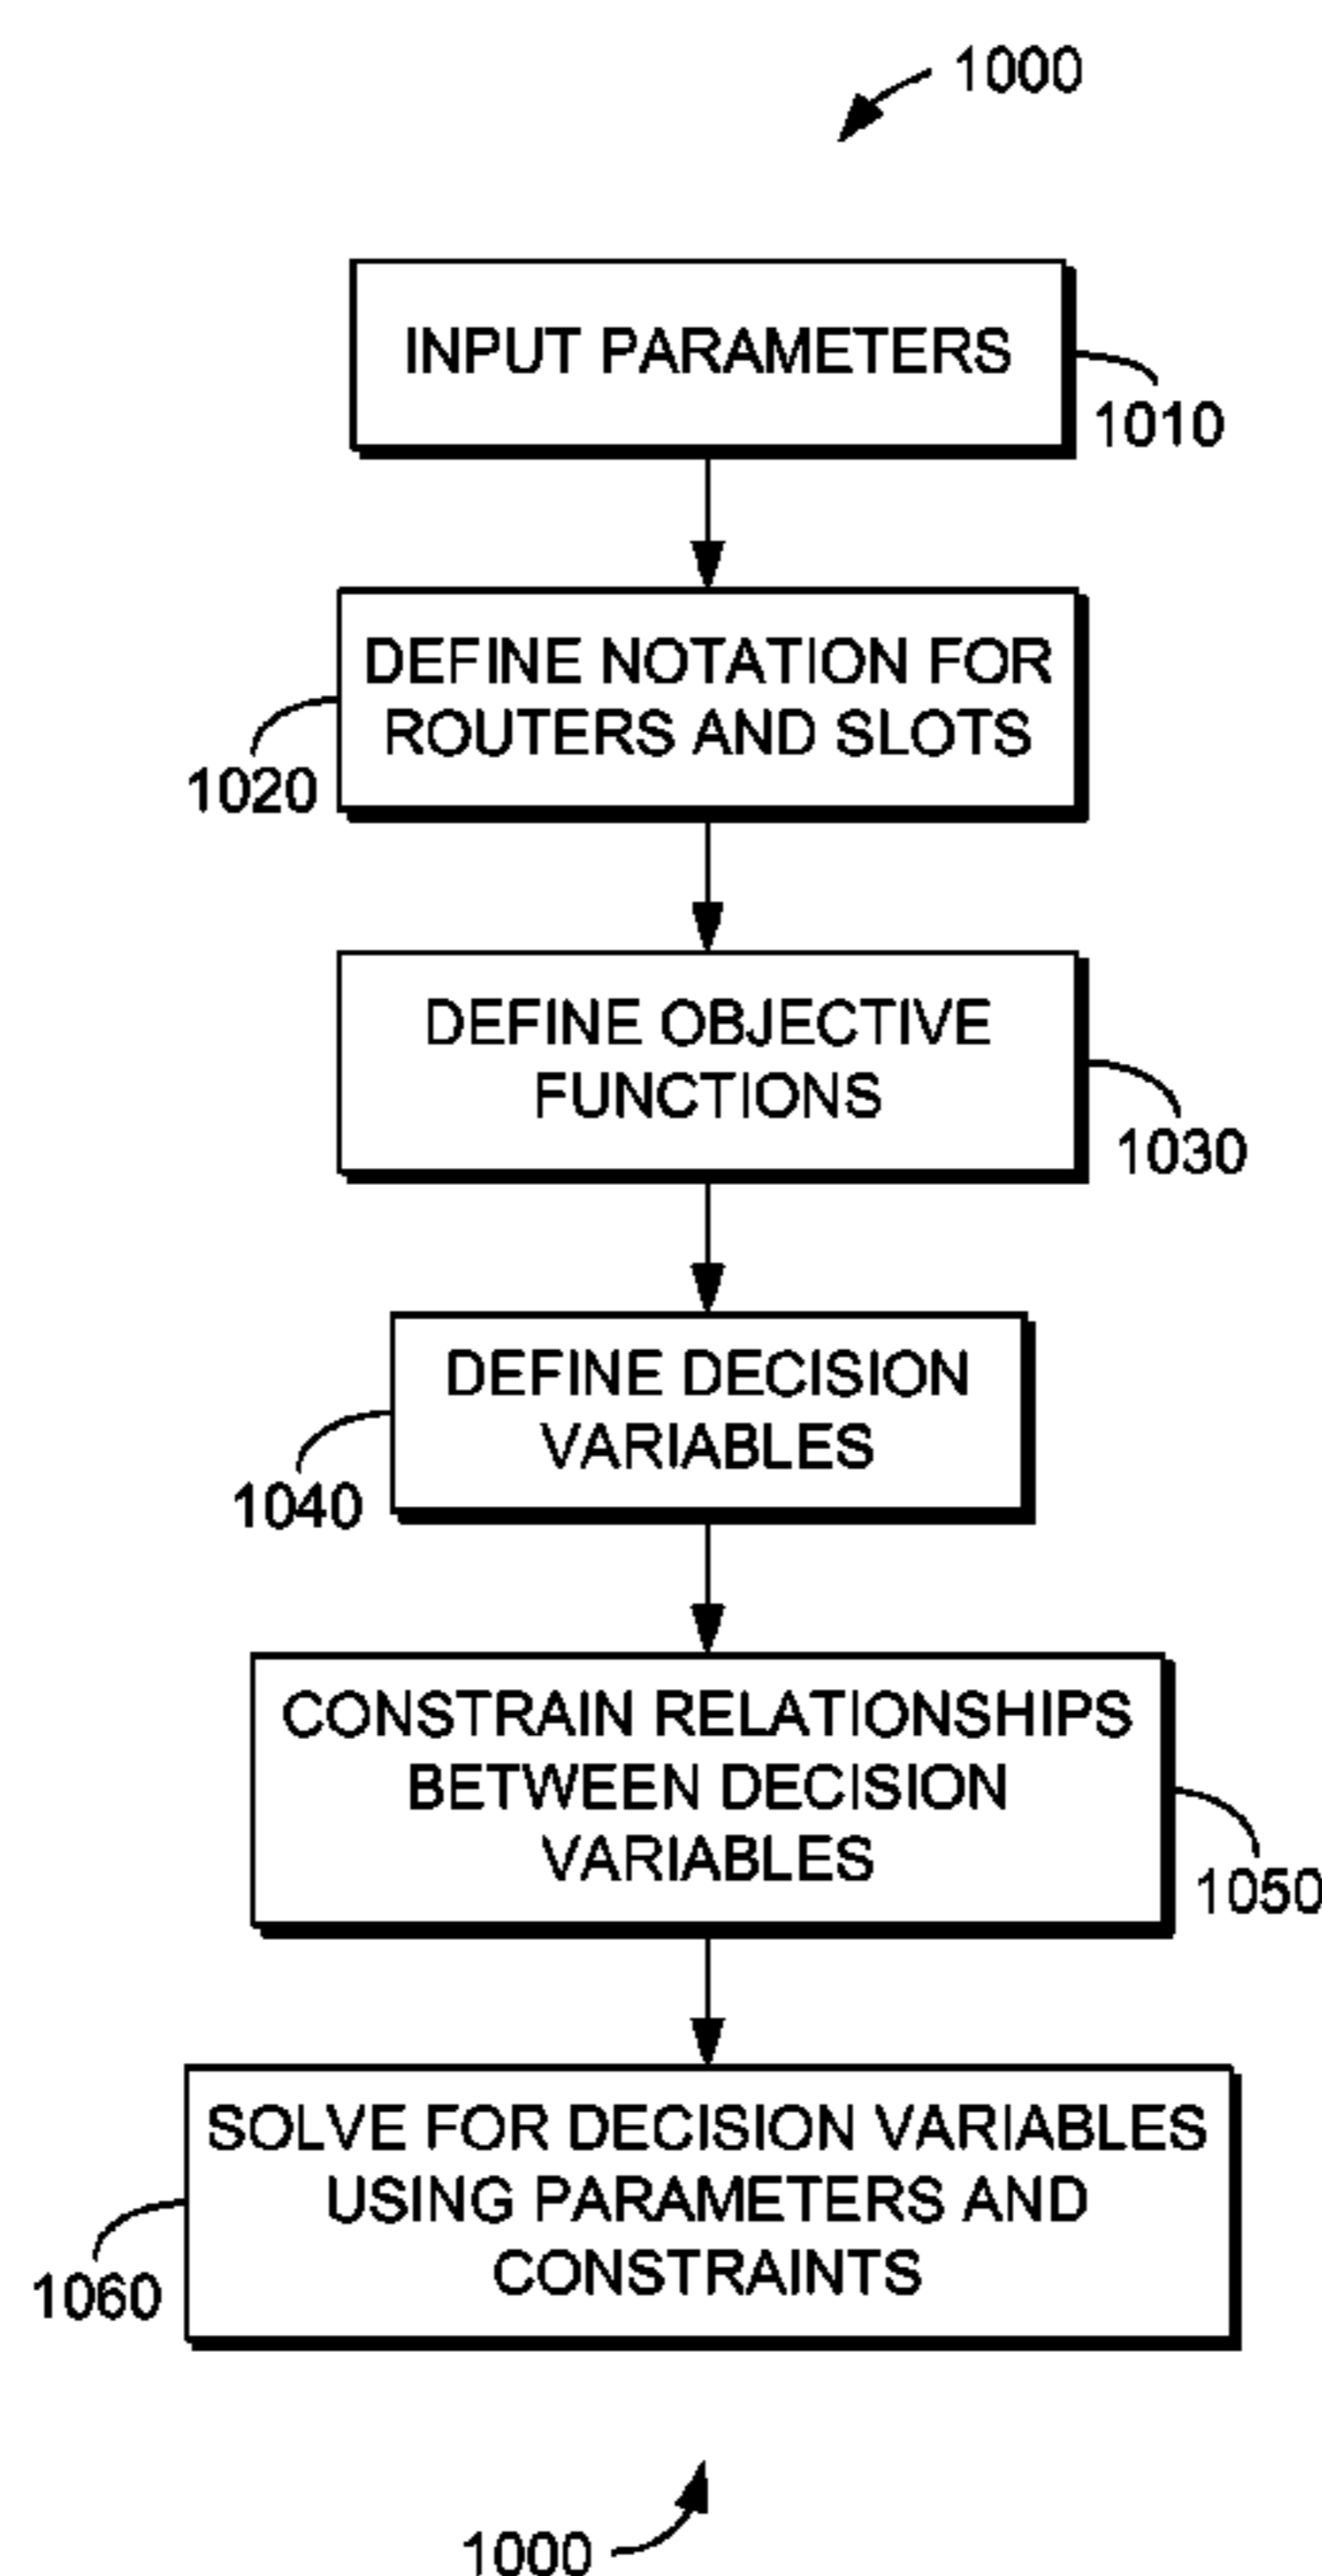 1000
INPUT PARAMETERS
1010
DEFINE NOTATION FOR
ROUTERS AND SLOTS
1020
DEFINE OBJECTIVE
FUNCTIONS
1030
DEFINE DECISION
VARIABLES
1040
CONSTRAIN RELATIONSHIPS
BETWEEN DECISION
VARIABLES
1050
SOLVE FOR DECISION VARIABLES
USING PARAMETERS AND
CONSTRAINTS
1060
1000